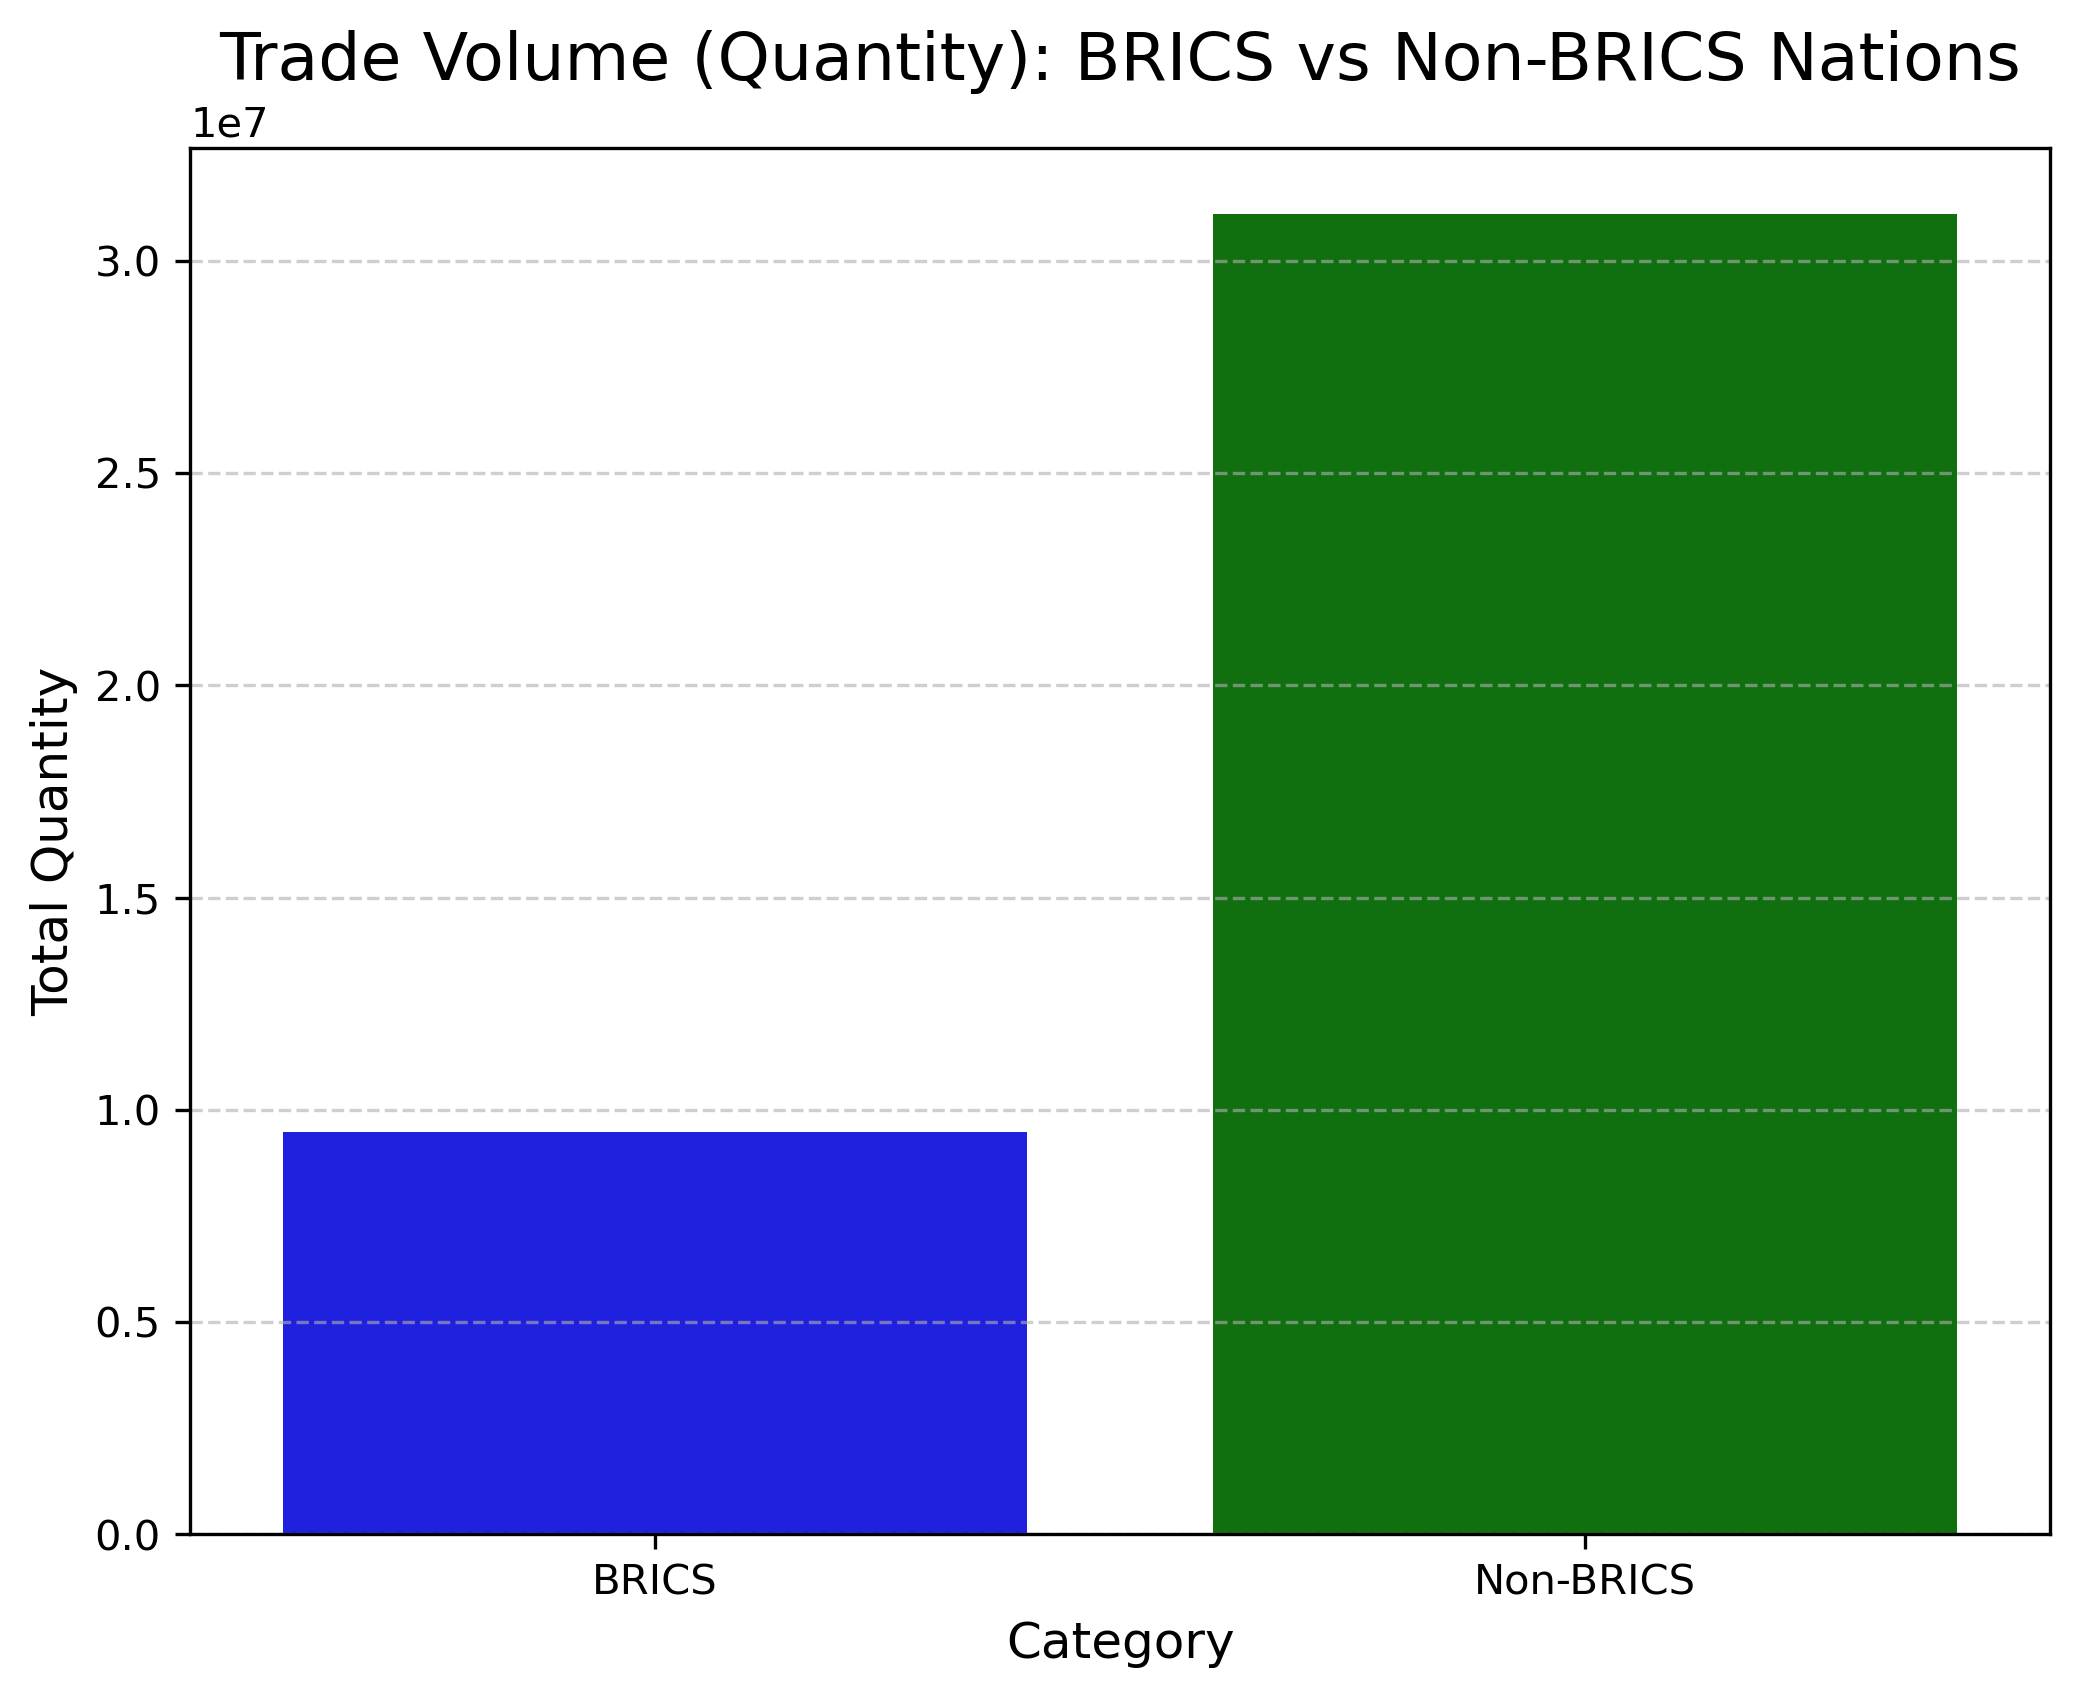 Trade Volume (Quantity): BRICS vs Non-BRICS Nations
1e7
3.0
2.5
2.0
1.5
1.0
0.5
0.0
Total Quantity
BRICS
Non-BRICS
Category